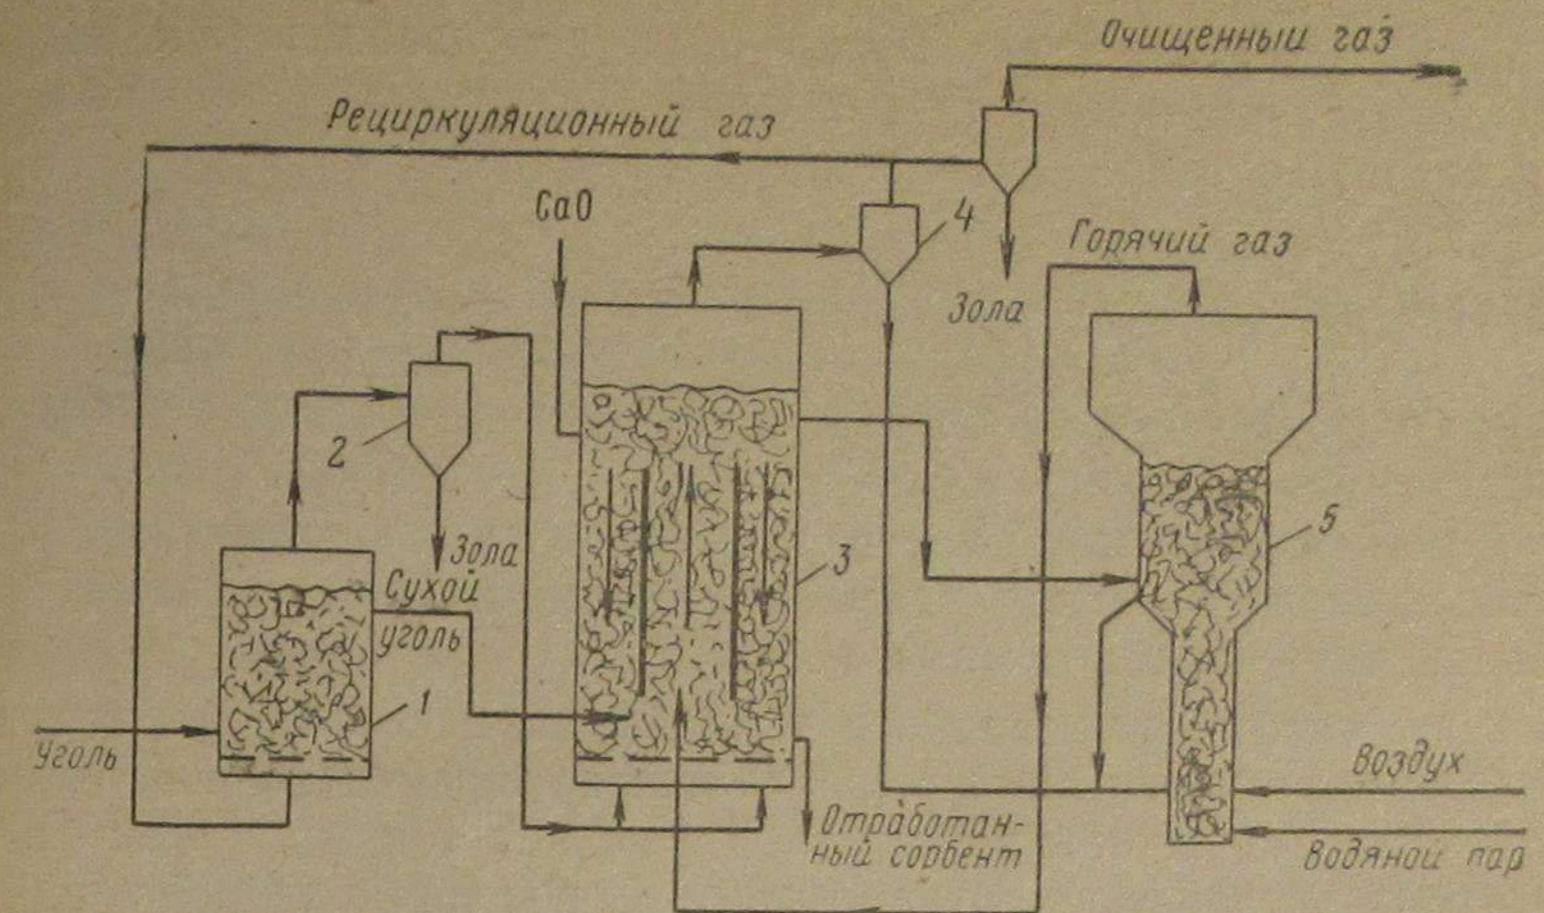 Очищенный газ
Рециркуляционный газ
CaO
4
Горячий газ
Зола
2
3
5
Зола
Сухой
уголь
1
Уголь
Воздух
Отработан-
ный сорбент
Водяной пар